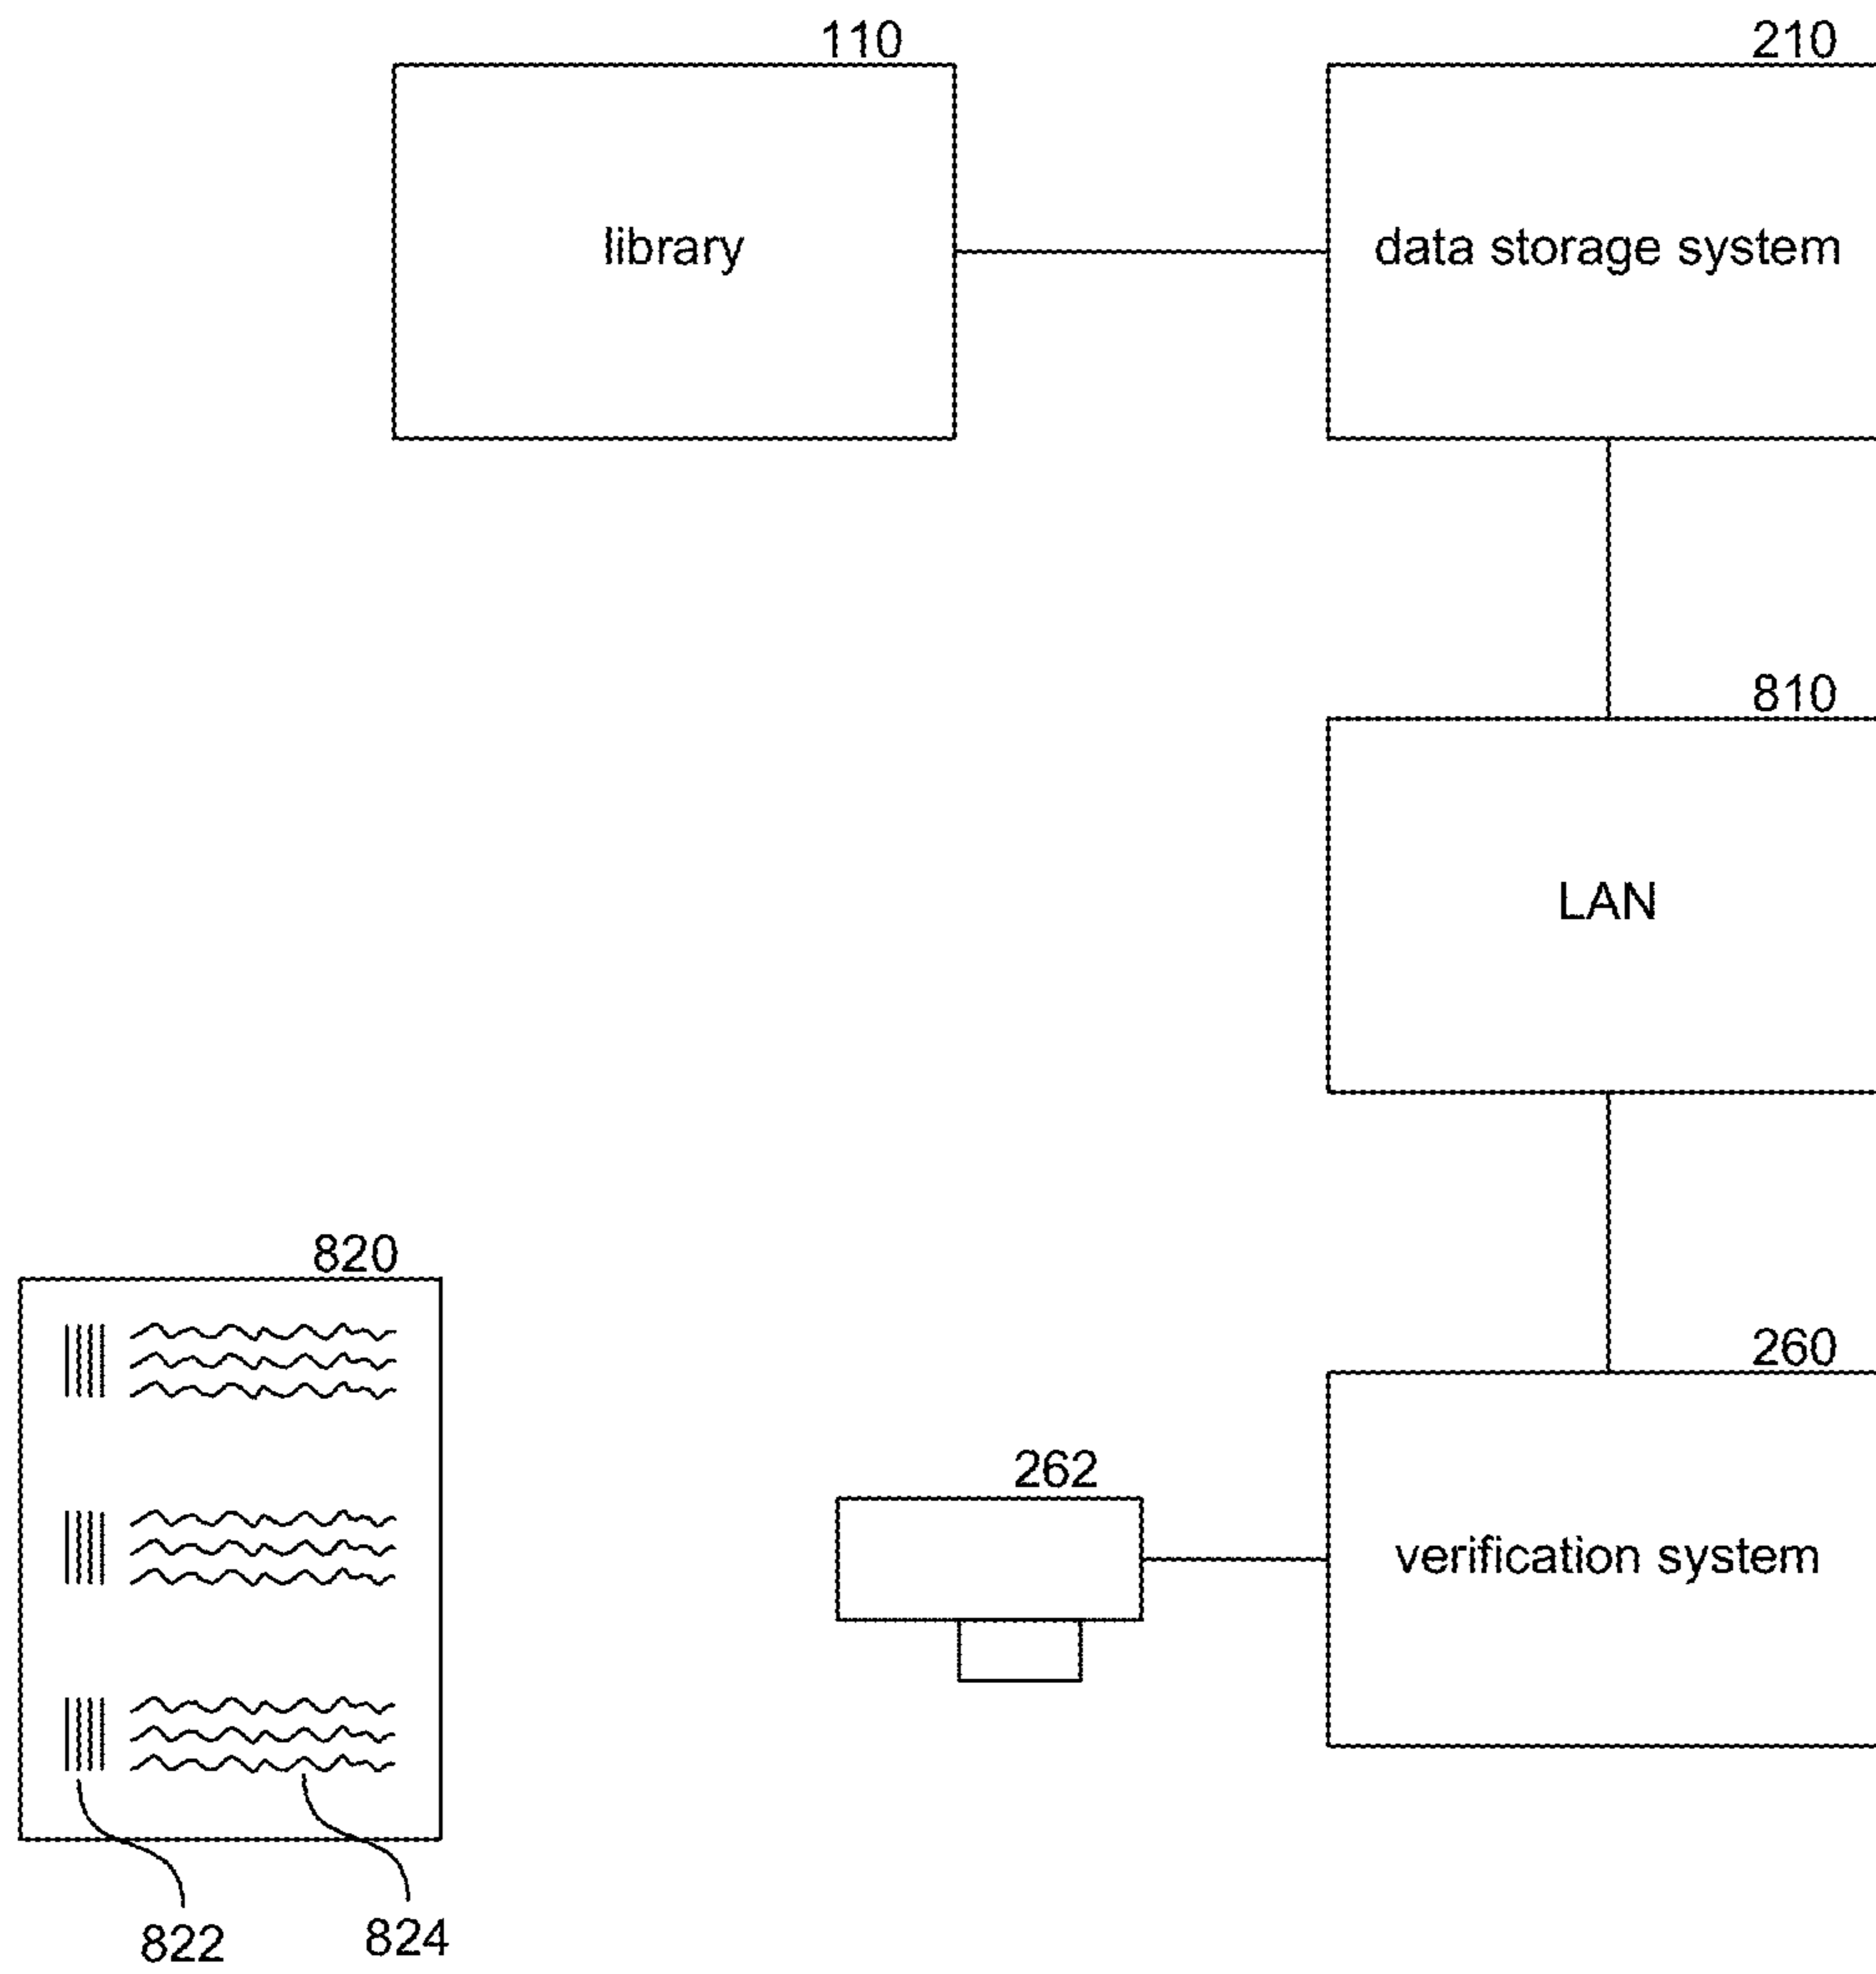 110
210
library
data storage system
810
LAN
820
260
262
verification system
822
824